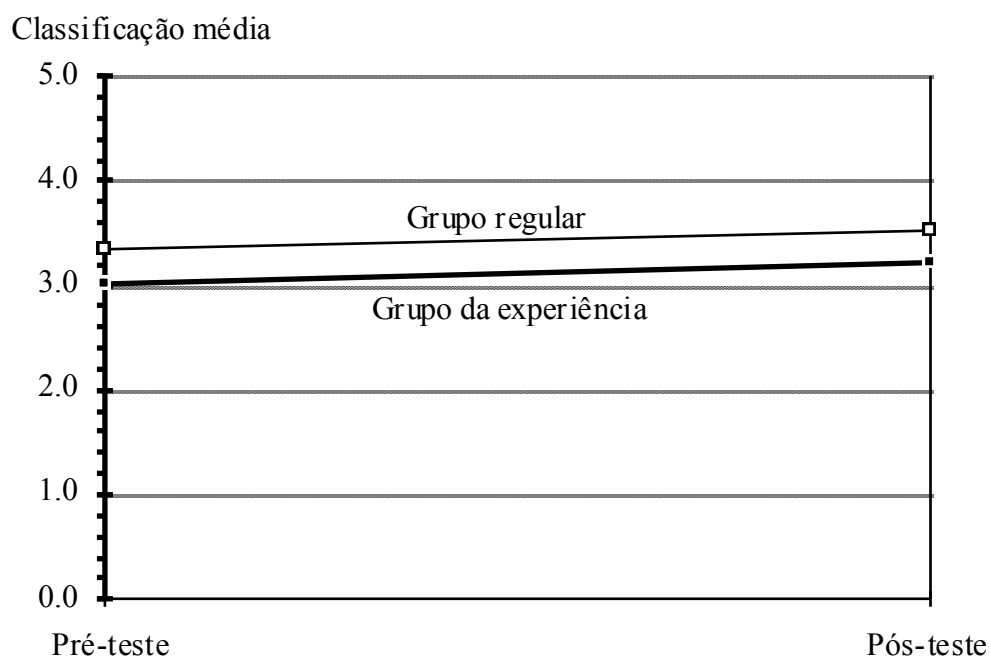 Classificação média
5.0
4.0
Grupo regular
3.0
Grupo da experiência
2.0
1.0
0.0
Pré-teste
Pós-teste